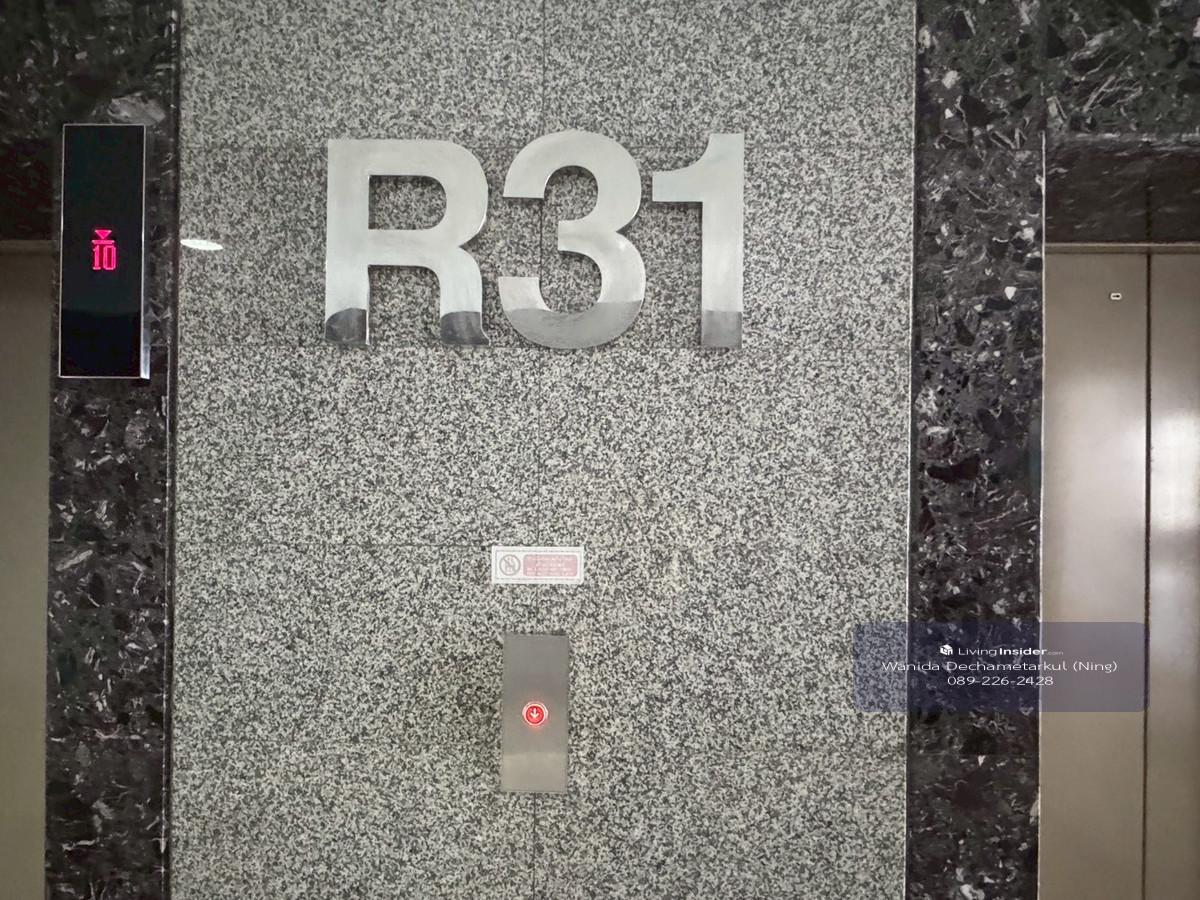 R31
10
LivingInsider.com
Wanida Dechametarkul (Ning)
089-226-2428